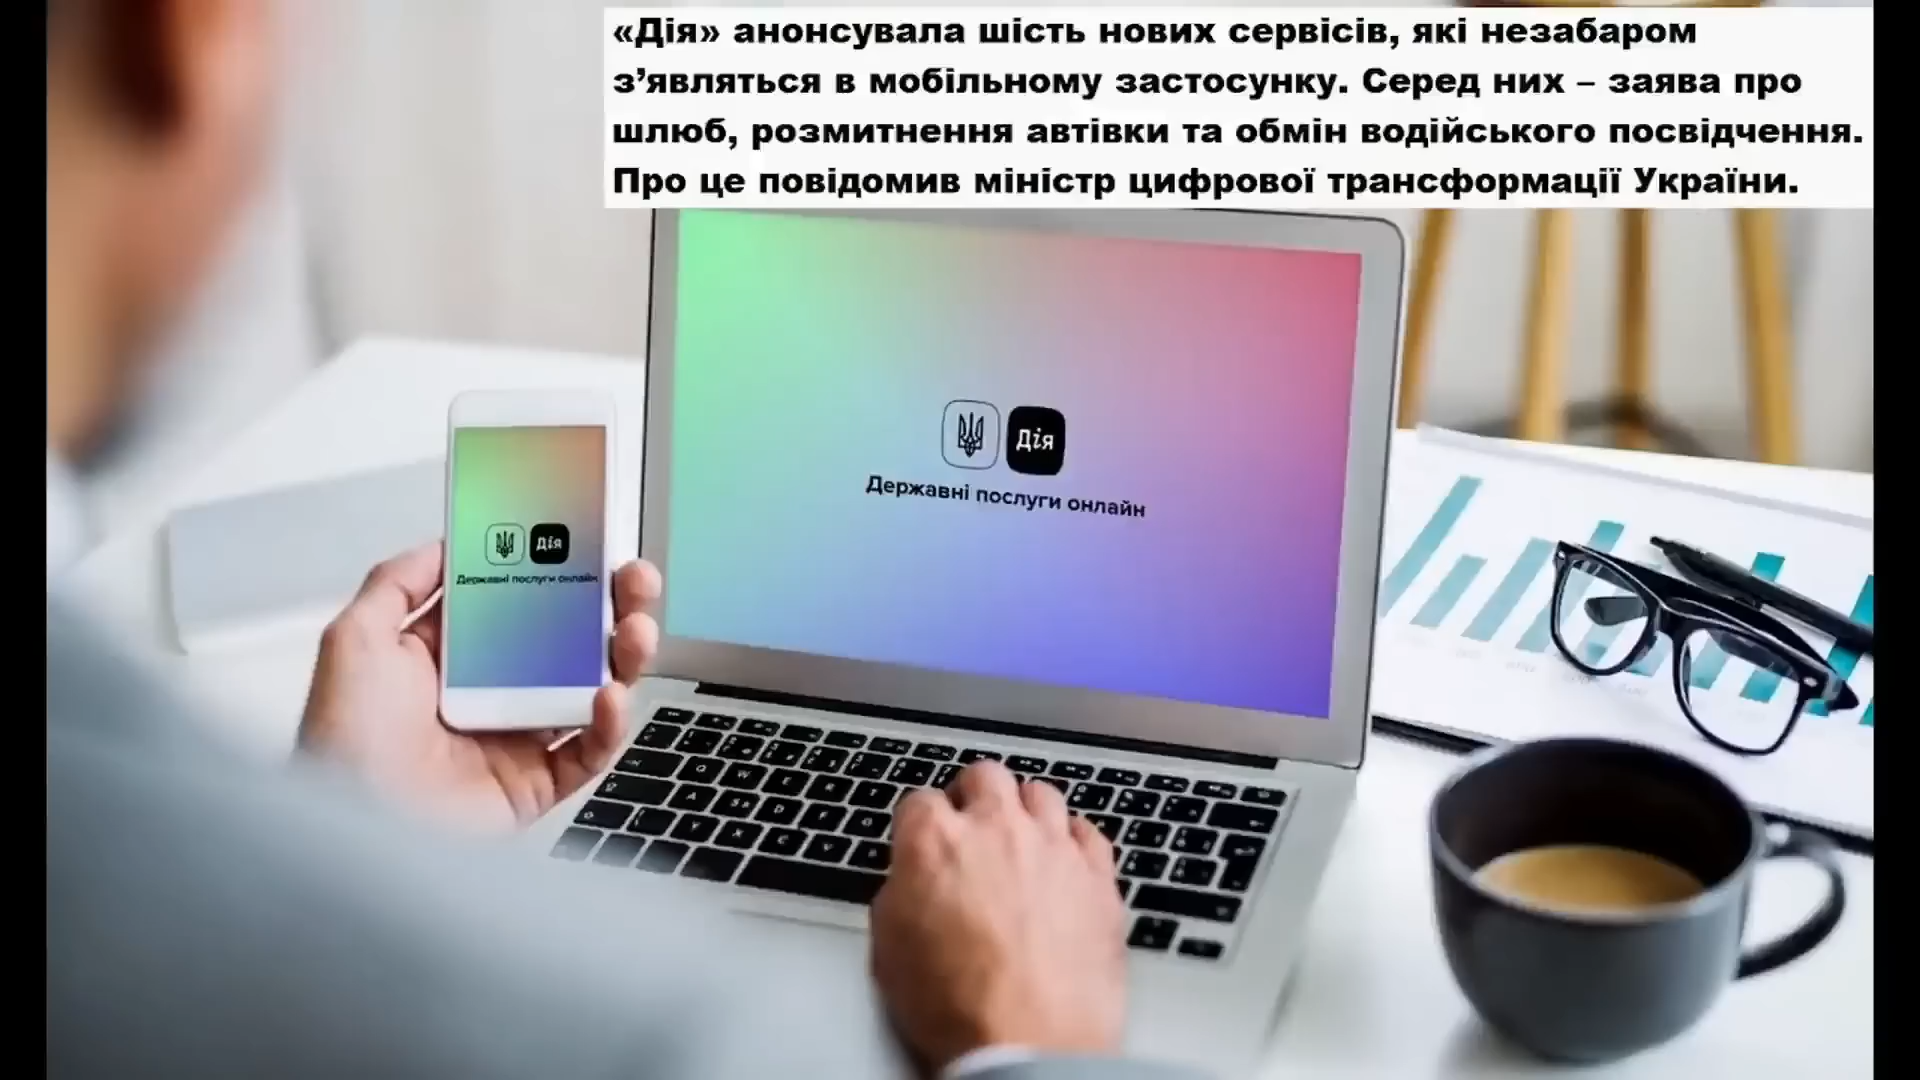 «Дія» анонсувала шість нових сервісів, які незабаром
з’являться в мобільному застосунку. Серед них – заява про
шлюб, розмитнення автівки та обмін водійського посвідчення.
Про це повідомив міністр цифрової трансформації України.
Дія
Державні послуги онлайн
Дія
Державні послуги онлайн